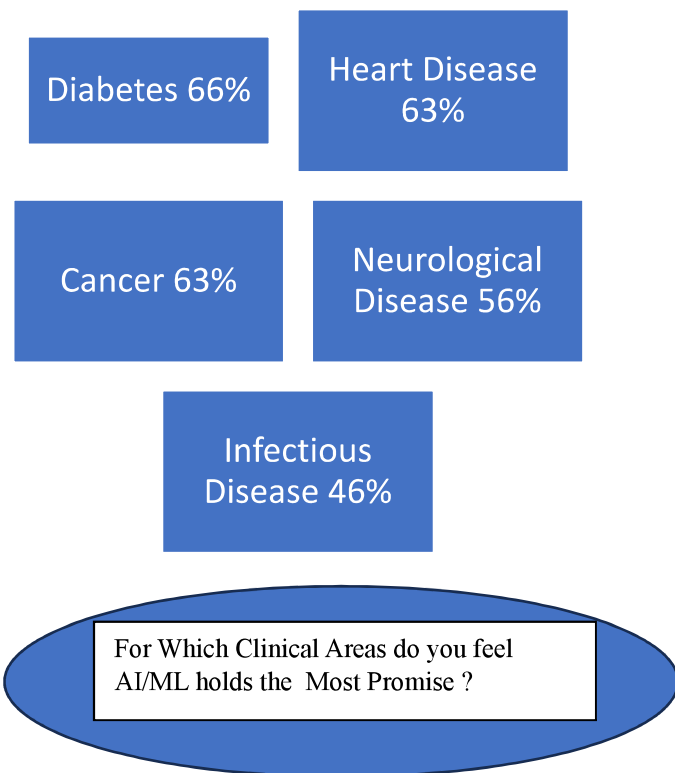 Diabetes 66%
Heart Disease
63%
Cancer 63%
Neurological
Disease 56%
Infectious
Disease 46%
For Which Clinical Areas do you feel
AI/ML holds the  Most Promise ?